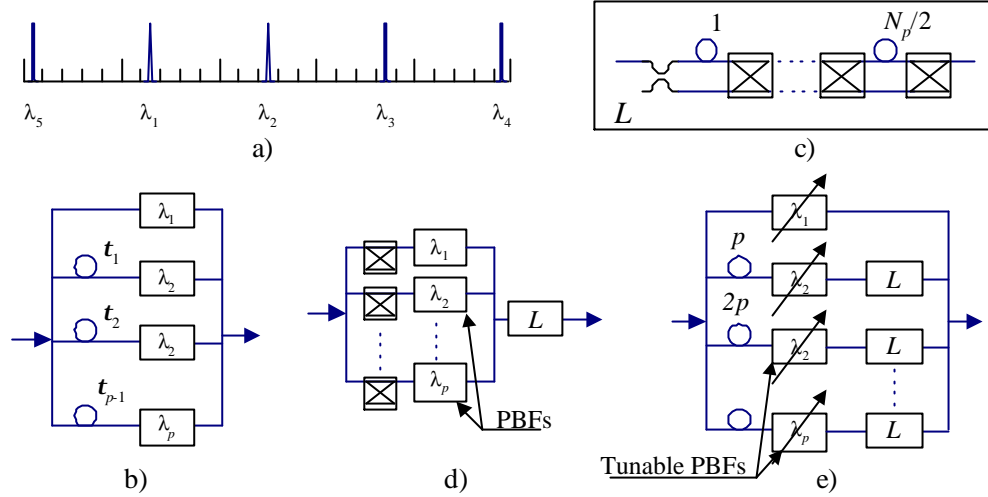 λ5 λ1 λ2 λ3 λ4
a)
1 Np/2
L
c)
λ1
t1
λ2
t2
λ2
tp-1
λp
b)
λ1
λ2
L
λp
PBFs
d)
λ1
p
λ2 L
2p
λ2 L
λp L
Tunable PBFs
e)